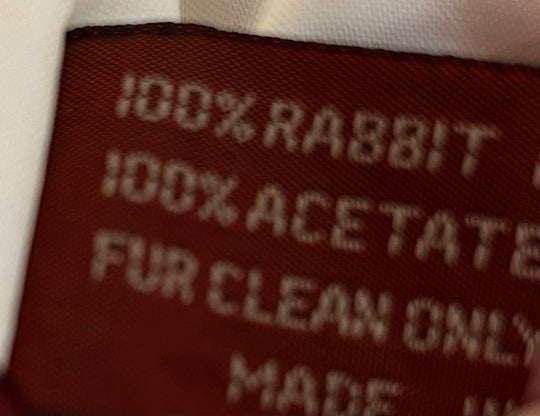 100% RABBIT
100% ACETATE
FUR CLEAN ONLY
MADE